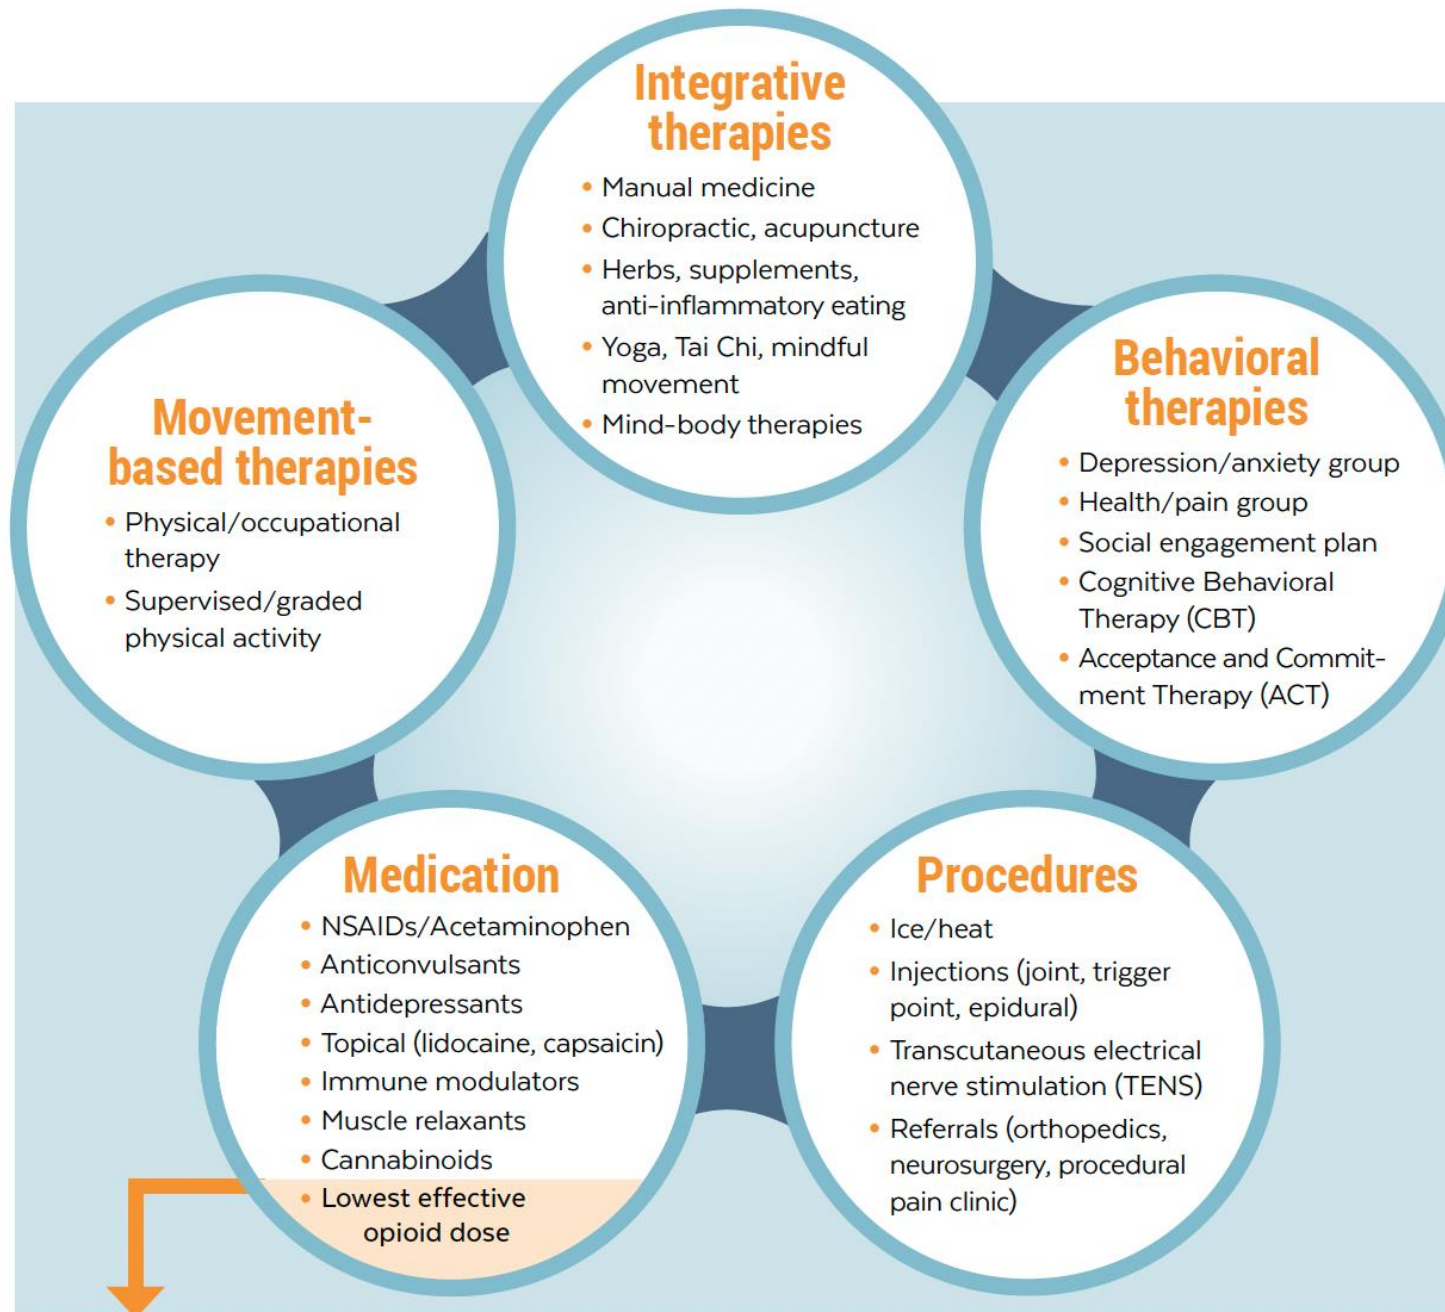 Integrative
therapies
• Manual medicine
• Chiropractic, acupuncture
• Herbs, supplements,
anti-inflammatory eating
• Yoga, Tai Chi, mindful
movement
• Mind-body therapies
Behavioral
therapies
• Depression/anxiety group
• Health/pain group
• Social engagement plan
• Cognitive Behavioral
Therapy (CBT)
• Acceptance and Commit-
ment Therapy (ACT)
Movement-
based therapies
• Physical/occupational
therapy
• Supervised/graded
physical activity
Medication
• NSAIDs/Acetaminophen
• Anticonvulsants
• Antidepressants
• Topical (lidocaine, capsaicin)
• Immune modulators
• Muscle relaxants
• Cannabinoids
• Lowest effective
opioid dose
Procedures
• Ice/heat
• Injections (joint, trigger
point, epidural)
• Transcutaneous electrical
nerve stimulation (TENS)
• Referrals (orthopedics,
neurosurgery, procedural
pain clinic)